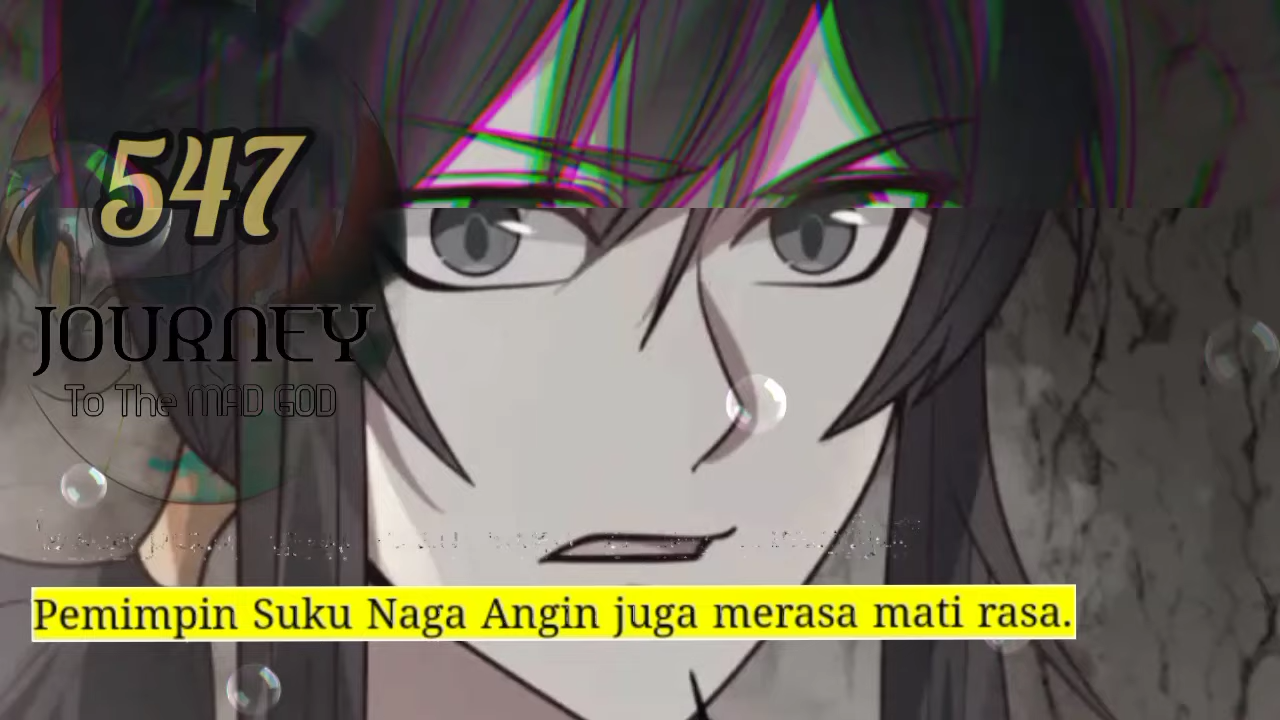 547
JOURNEY
To The MAD GOD
Pemimpin Suku Naga Angin juga merasa mati rasa.